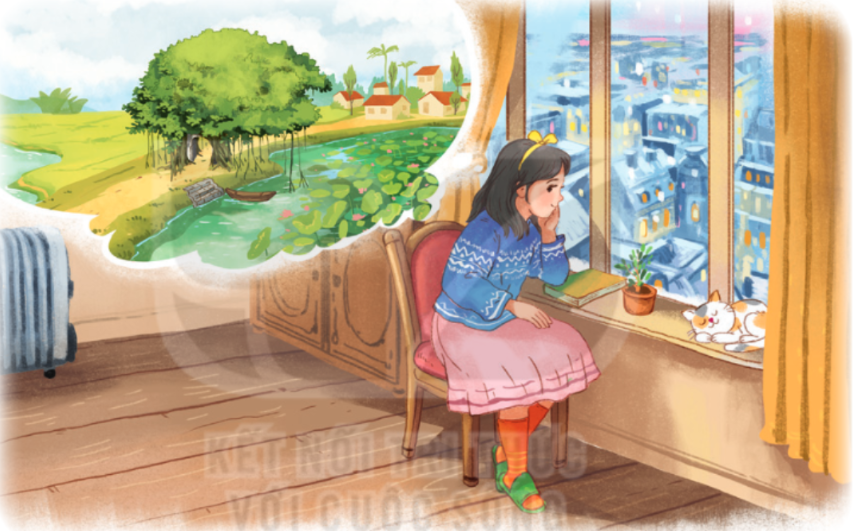 KẾT NỐI TRI THỨC
VỚI CUỘC SỐNG